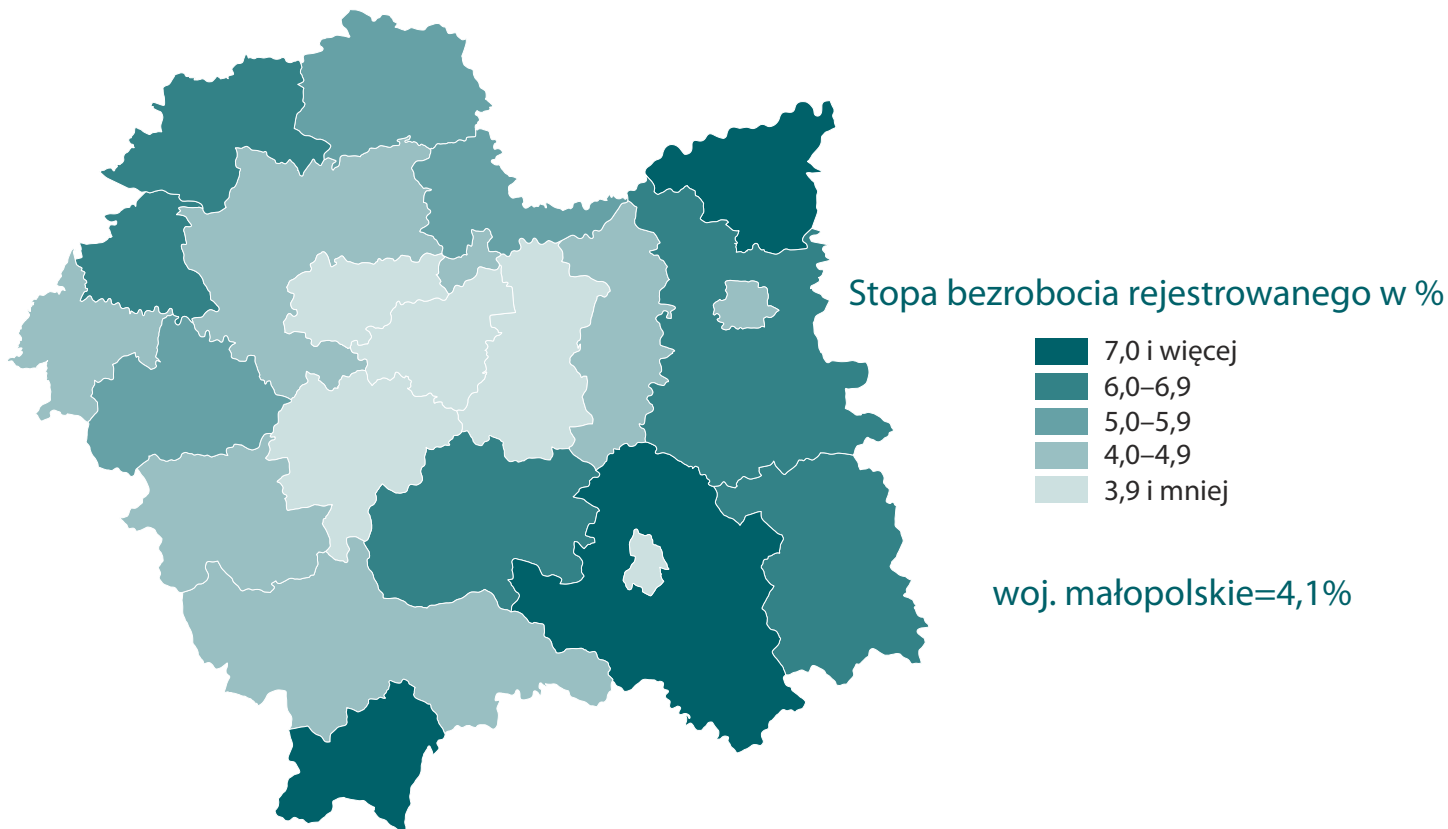 Stopa bezrobocia rejestrowanego w %
7,0 i więcej
6,0–6,9
5,0–5,9
4,0–4,9
3,9 i mniej
woj. małopolskie=4,1%